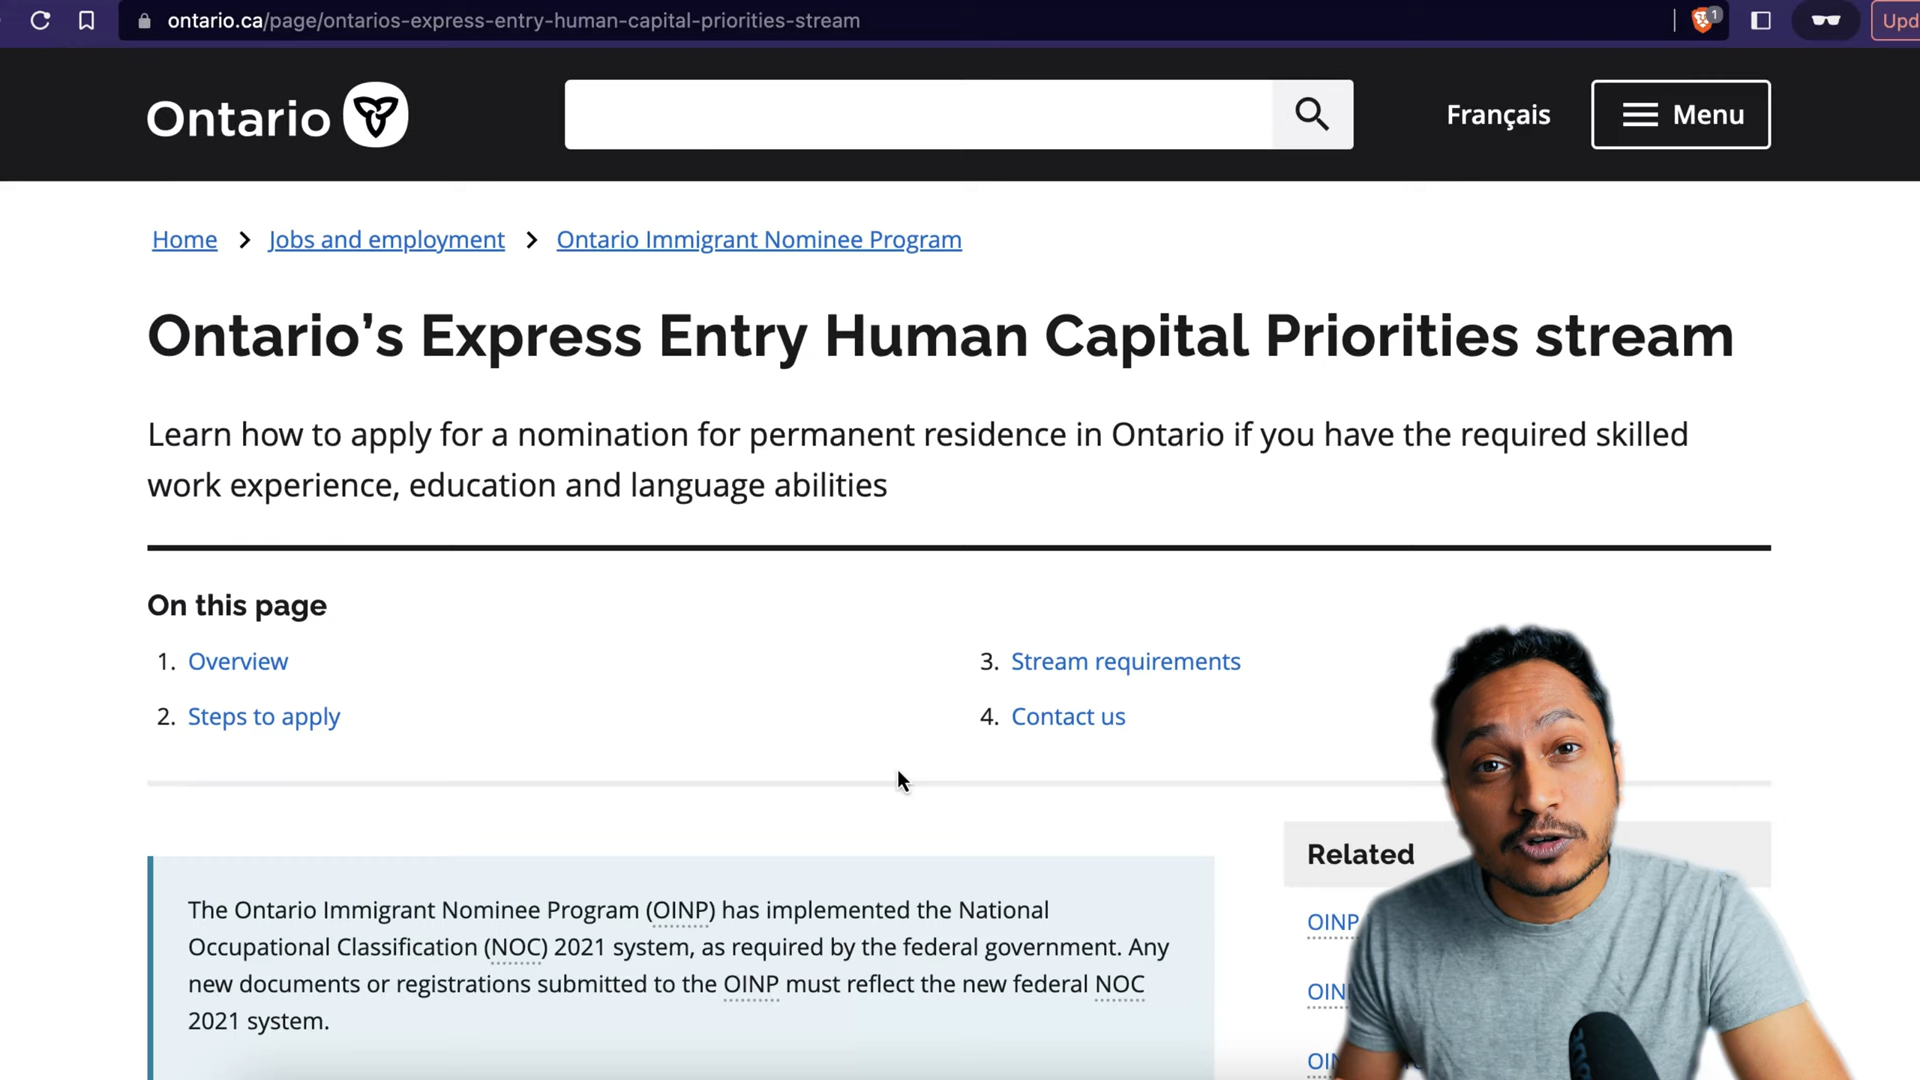 ontario.ca/page/ontarios-express-entry-human-capital-priorities-stream
1
Upd
Ontario
Français
Menu
Home
Jobs and employment
Ontario Immigrant Nominee Program
Ontario’s Express Entry Human Capital Priorities stream
Learn how to apply for a nomination for permanent residence in Ontario if you have the required skilled
work experience, education and language abilities
On this page
1. Overview
2. Steps to apply
3. Stream requirements
4. Contact us
The Ontario Immigrant Nominee Program (OINP) has implemented the National
Occupational Classification (NOC) 2021 system, as required by the federal government. Any
new documents or registrations submitted to the OINP must reflect the new federal NOC
2021 system.
Related
OINP